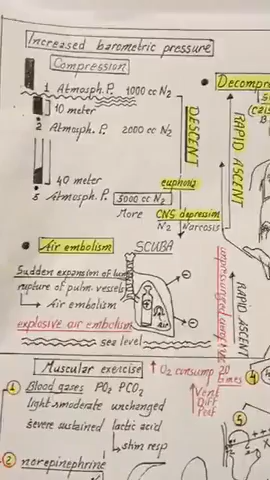 Increased barometric pressure
Compression
1 Atmosph. P. 1000 cc N2
10 meter
2 Atmosph. P. 2000 cc N2
DESCENT
40 meter
euphoria
5 Atmosph. P. 5000 cc N2
More CNS depression
N2 Narcosis
Decompr
RAPID ASCENT
Air embolism
SCUBA
Sudden expansion of lung
rupture of pulm. vessels
Air embolism
air
explosive air embolism
sea level
RAPID ASCENT
Muscular exercise
↑ O2 consump 20
times
1 Blood gases PO2 PCO2
light & moderate unchanged
severe sustained lactic acid
stim resp
↑ Vent
Diff
Perf
2 norepinephrine
4
5